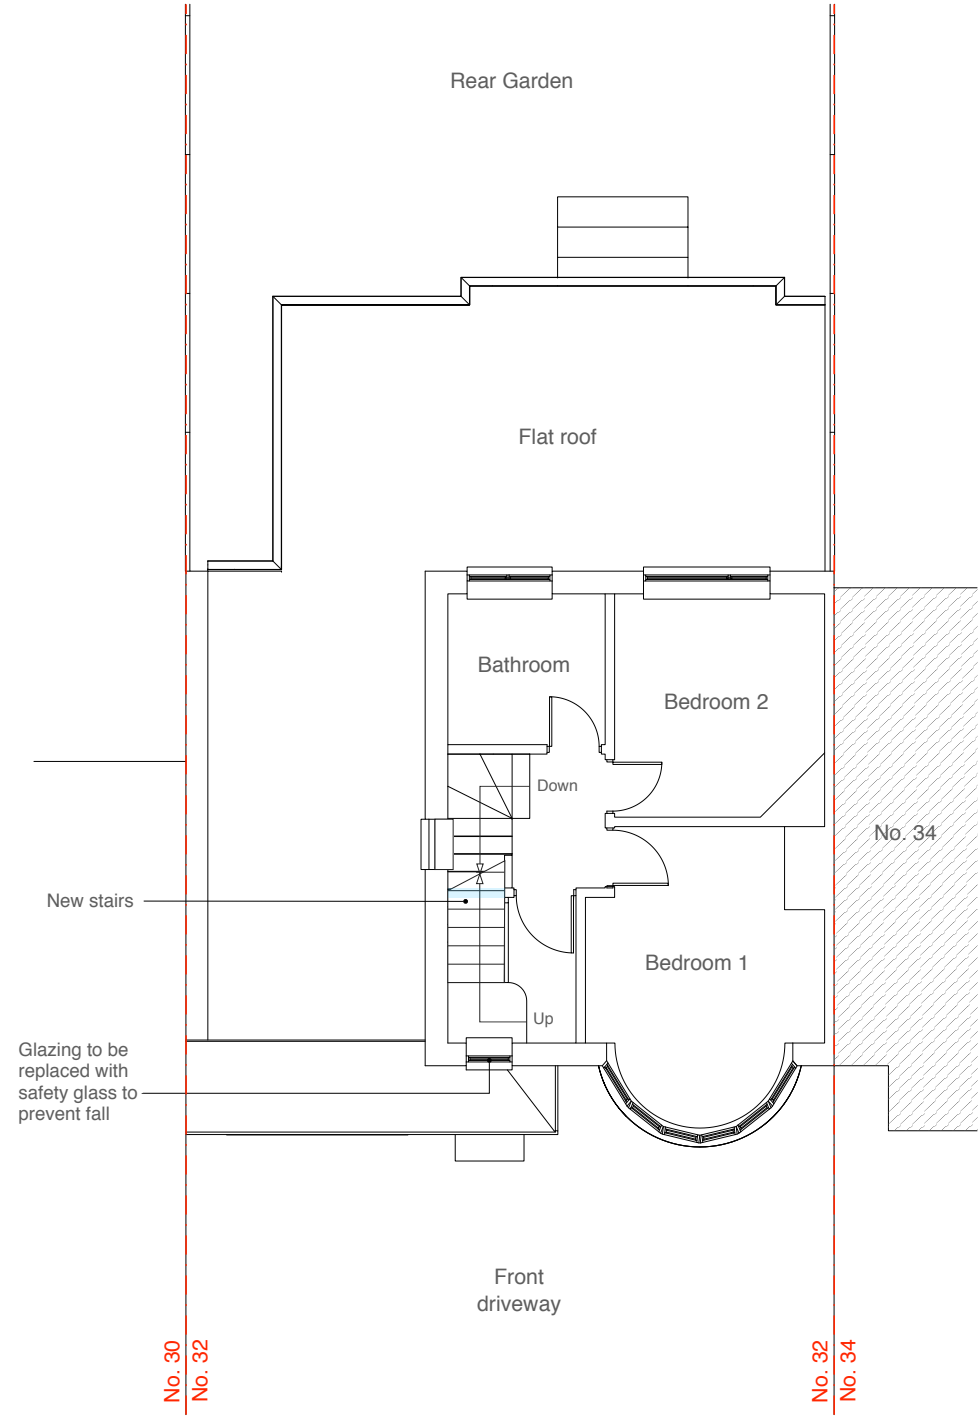 Rear Garden
Flat roof
Bathroom
Bedroom 2
Down
No. 34
New stairs
Bedroom 1
Up
Glazing to be
replaced with
safety glass to
prevent fall
Front
driveway
No. 30
No. 32
No. 32
No. 34